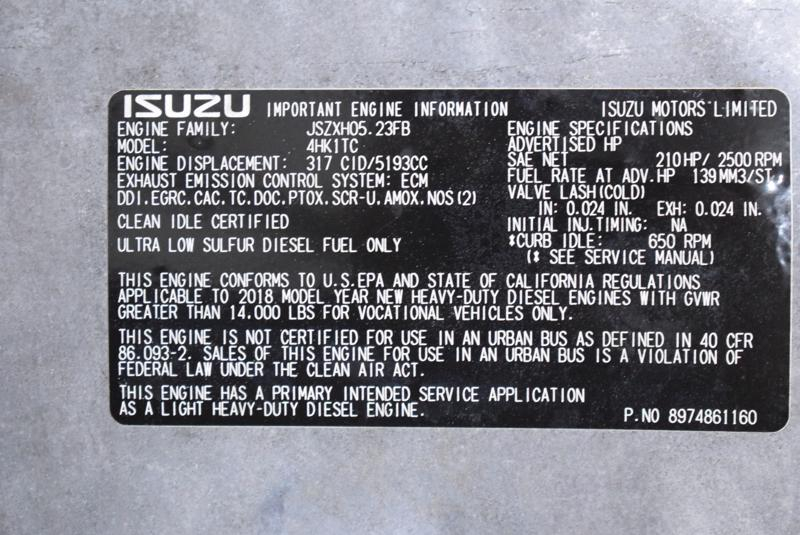 ISUZU IMPORTANT ENGINE INFORMATION ISUZU MOTORS LIMITED
ENGINE FAMILY: JSZXH05.23FB
MODEL: 4HK1TC
ENGINE DISPLACEMENT: 317 CID/5193CC
EXHAUST EMISSION CONTROL SYSTEM: ECM
DDI.EGRC.CAC.TC.DOC.PTOX.SCR-U.AMOX.NOS(2)
CLEAN IDLE CERTIFIED
ULTRA LOW SULFUR DIESEL FUEL ONLY
ENGINE SPECIFICATIONS
ADVERTISED HP
SAE NET 210HP/2500RPM
FUEL RATE AT ADV.HP 139MM3/ST
VALVE LASH(COLD)
IN: 0.024 IN. EXH: 0.024 IN.
INITIAL INJ.TIMING: NA
*CURB IDLE: 650 RPM
(* SEE SERVICE MANUAL)
THIS ENGINE CONFORMS TO U.S.EPA AND STATE OF CALIFORNIA REGULATIONS
APPLICABLE TO 2018 MODEL YEAR NEW HEAVY-DUTY DIESEL ENGINES WITH GVWR
GREATER THAN 14.000 LBS FOR VOCATIONAL VEHICLES ONLY.
THIS ENGINE IS NOT CERTIFIED FOR USE IN AN URBAN BUS AS DEFINED IN 40 CFR
86.093-2. SALES OF THIS ENGINE FOR USE IN AN URBAN BUS IS A VIOLATION OF
FEDERAL LAW UNDER THE CLEAN AIR ACT.
THIS ENGINE HAS A PRIMARY INTENDED SERVICE APPLICATION
AS A LIGHT HEAVY-DUTY DIESEL ENGINE.
P.NO 8974861160